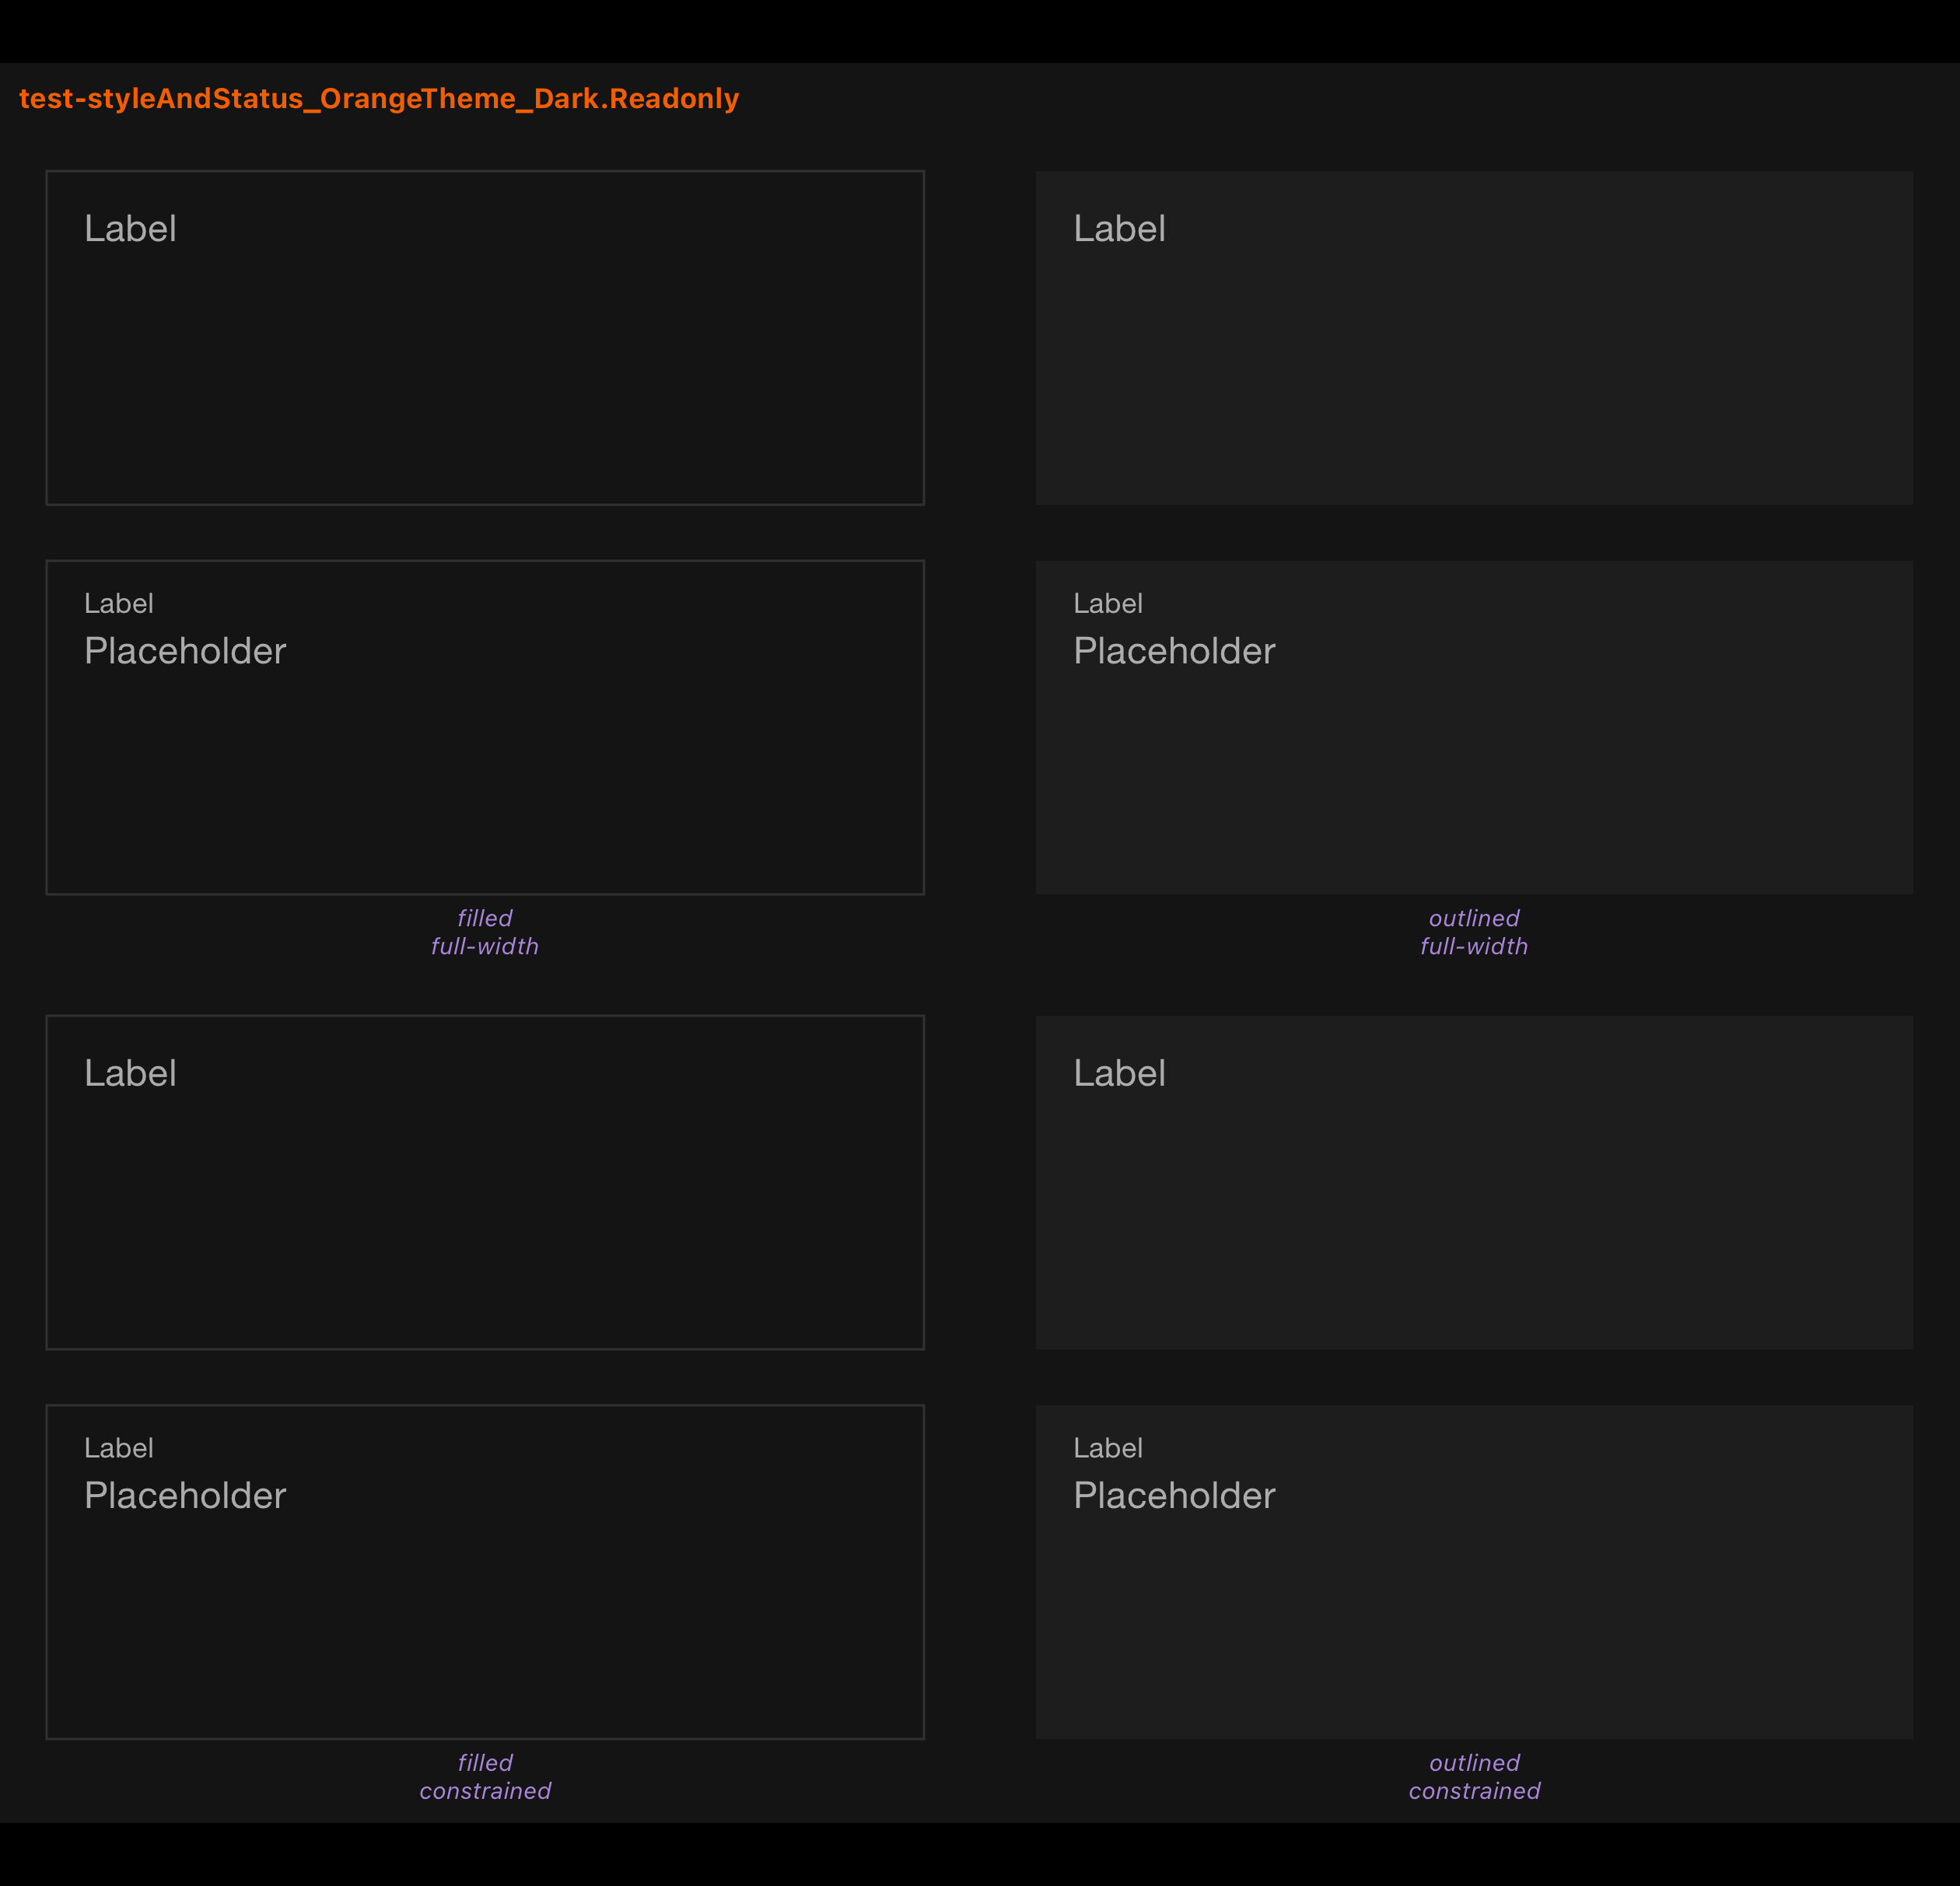 test-styleAndStatus_OrangeTheme_Dark.Readonly
Label
Label
Label
Placeholder
Label
Placeholder
filled
full-width
outlined
full-width
Label
Label
Label
Placeholder
Label
Placeholder
filled
constrained
outlined
constrained